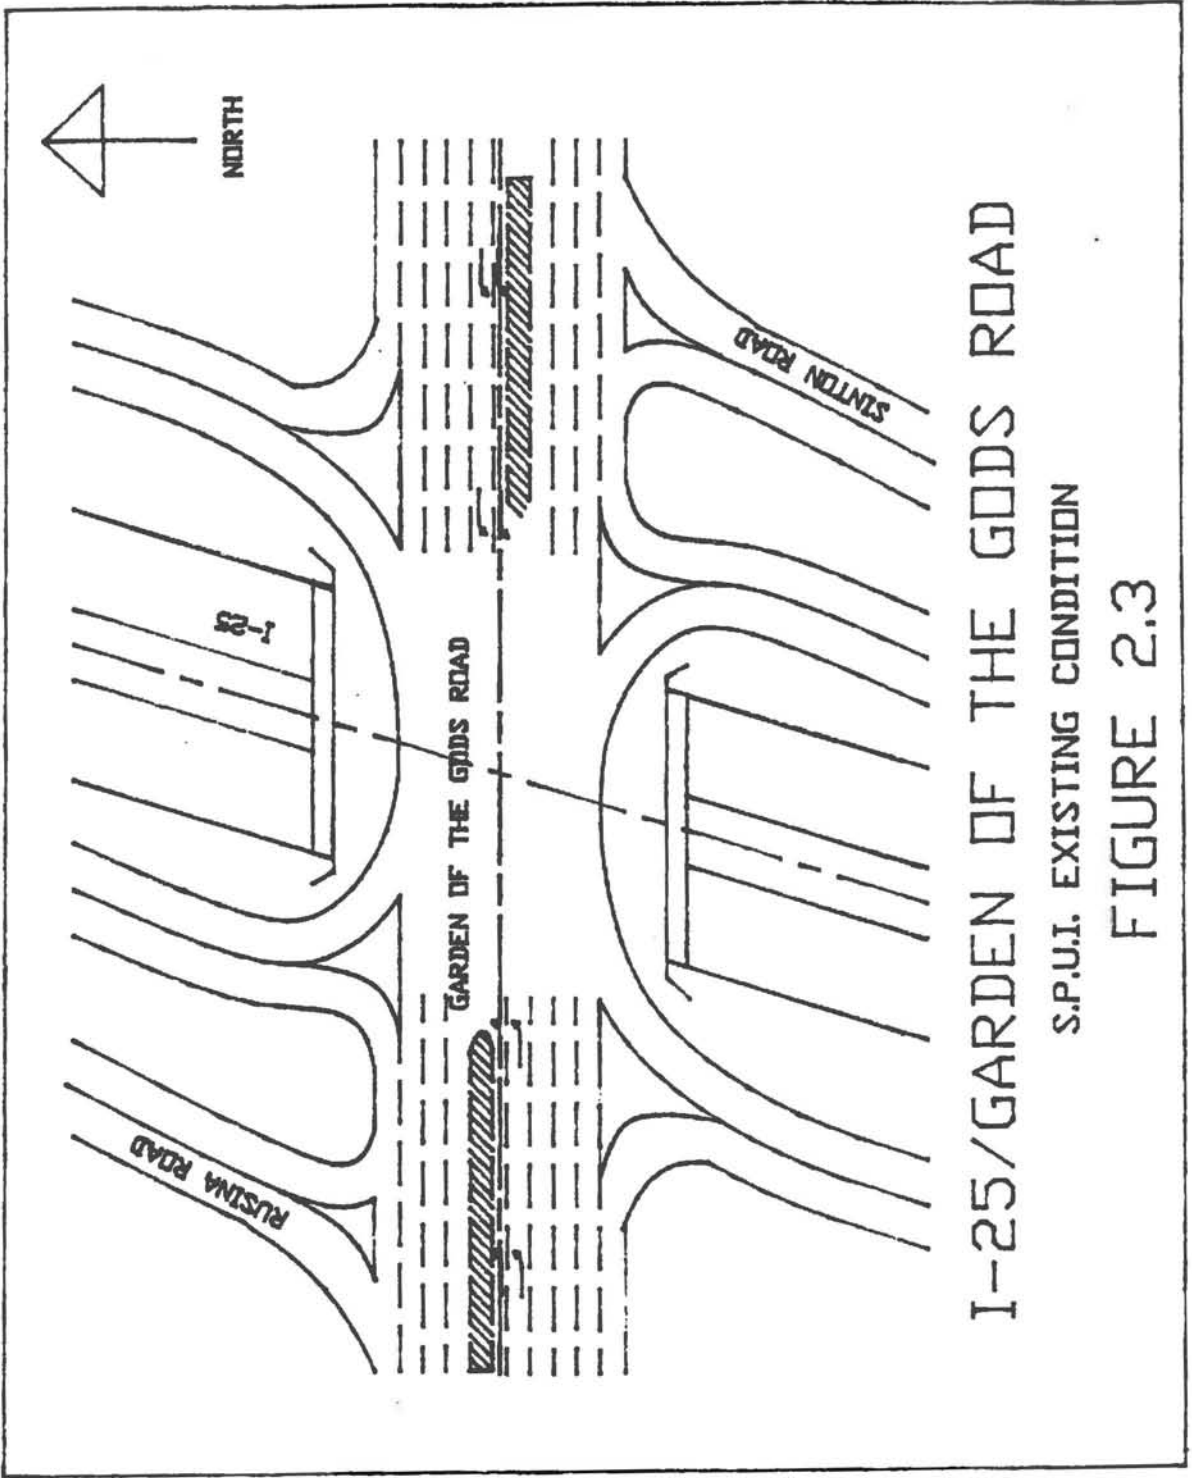 NORTH
I-25
GARDEN OF THE GODS ROAD
RUSINA ROAD
SINTON ROAD
I-25/GARDEN OF THE GODS ROAD
S.P.U.I. EXISTING CONDITION
FIGURE 2.3